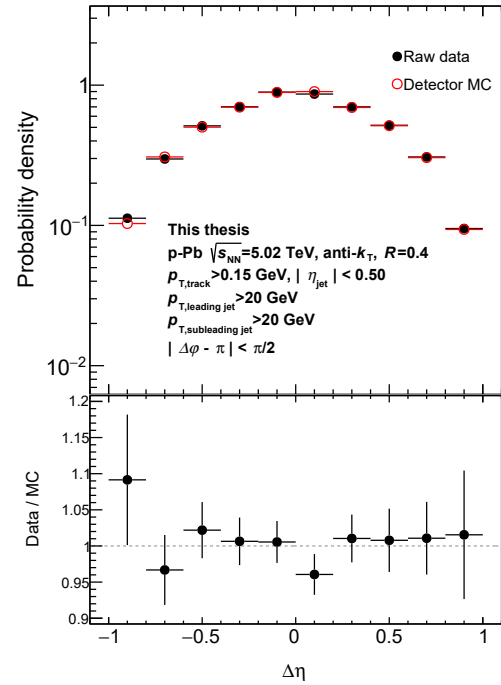 Raw data
Detector MC
Probability density
1
10⁻¹
10⁻²
This thesis
p-Pb √s_NN=5.02 TeV, anti-k_T, R=0.4
p_T,track>0.15 GeV, | η_jet | < 0.50
p_T,leading jet>20 GeV
p_T,subleading jet>20 GeV
| Δφ - π | < π/2
Data / MC
1.2
1.15
1.1
1.05
1
0.95
0.9
−1 −0.5 0 0.5 1
Δη